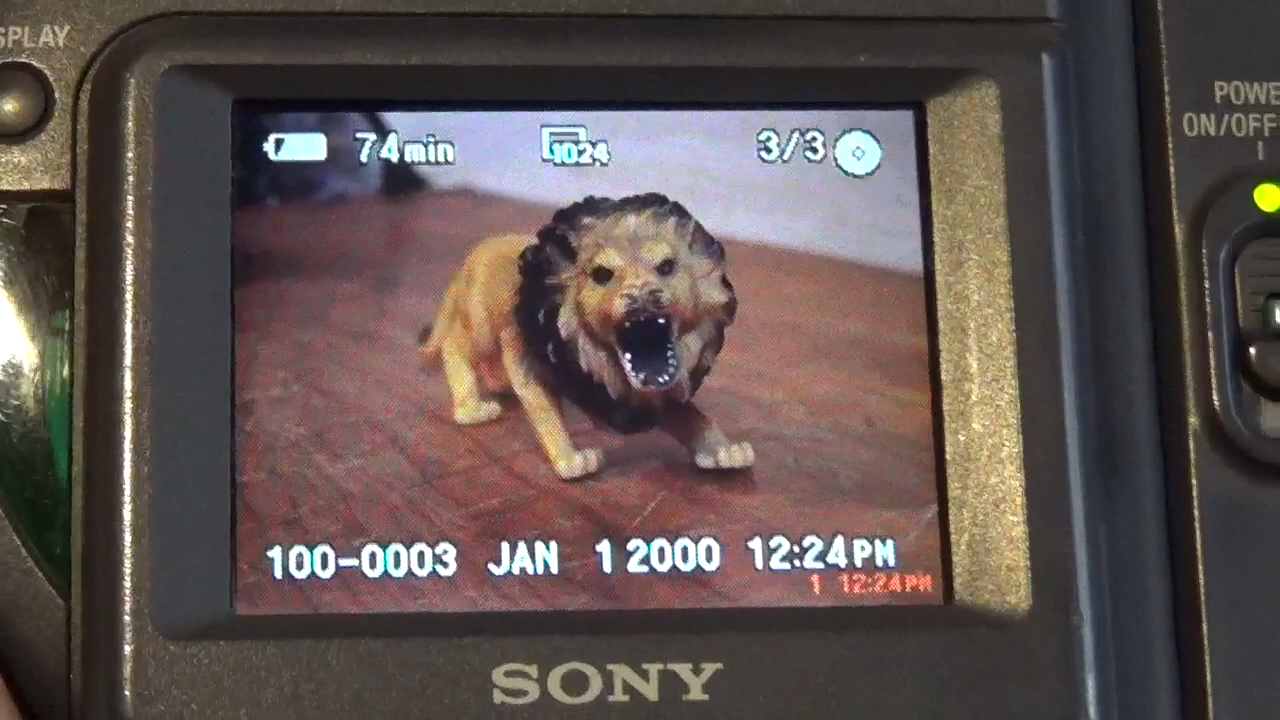 SPLAY
POWE
ON/OFF
74min
1024
3/3
100-0003 JAN 1 2000 12:24PM
1 12:24PM
SONY